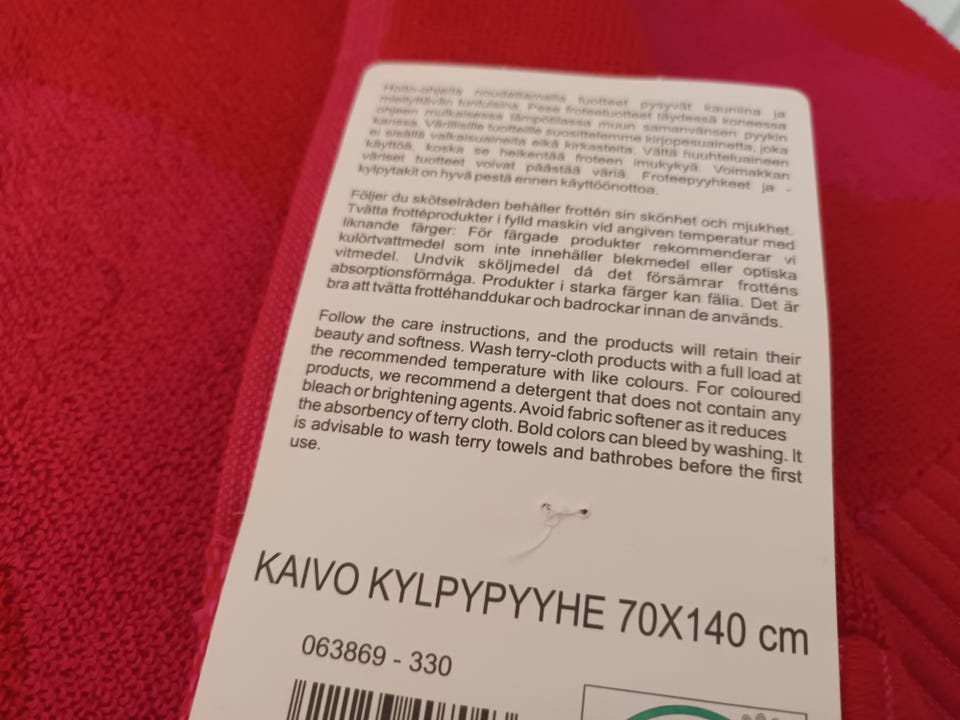 Hoito-ohjeita noudattamalla tuotteet pysyvät kauniina ja
miellyttävän tuntuisina. Pese froteetuotteet täydessä koneessa
ohjeen mukaisessa lämpötilassa muun samanvärisen pyykin
kanssa. Värillisille tuotteille suosittelemme kirjopesuainetta, joka
ei sisällä valkaisuaineita eikä kirkasteita. Vältä huuhteluaineen
käyttöä, koska se heikentää froteen imukykyä. Voimakkan
väriset tuotteet voivat päästää väriä. Froteepyyhkeet ja -
kylpytakit on hyvä pestä ennen käyttöönottoa.
Följer du skötselråden behåller frottén sin skönhet och mjukhet.
Tvätta frottéprodukter i fylld maskin vid angiven temperatur med
liknande färger: För färgade produkter rekommenderar vi
kulörtvattmedel som inte innehäller blekmedel eller optiska
vitmedel. Undvik sköljmedel dá det försämrar frotténs
absorptionsförmåga. Produkter i starka färger kan fälia. Det är
bra att tvätta frottéhanddukar och badrockar innan de används.
Follow the care instructions, and the products will retain their
beauty and softness. Wash terry-cloth products with a full load at
the recommended temperature with like colours. For coloured
products, we recommend a detergent that does not contain any
bleach or brightening agents. Avoid fabric softener as it reduces
the absorbency of terry cloth. Bold colors can bleed by washing. It
is advisable to wash terry towels and bathrobes before the first
use.
KAIVO KYLPYPYYHE 70X140 cm
063869 - 330